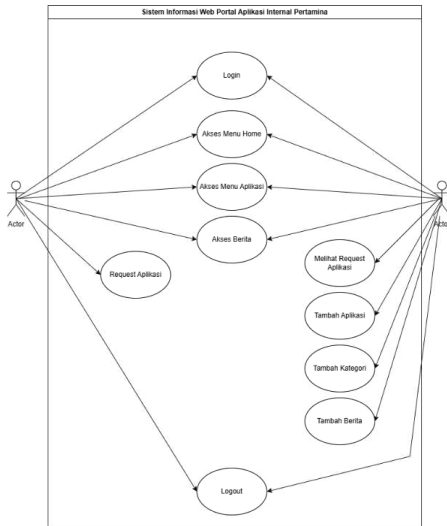 Sistem Informasi Web Portal Aplikasi Internal Pertamina
Login
Akses Menu Home
Akses Menu Aplikasi
Actor
Actor
Akses Berita
Request Aplikasi
Melihat Request
Aplikasi
Tambah Aplikasi
Tambah Kategori
Tambah Berita
Logout